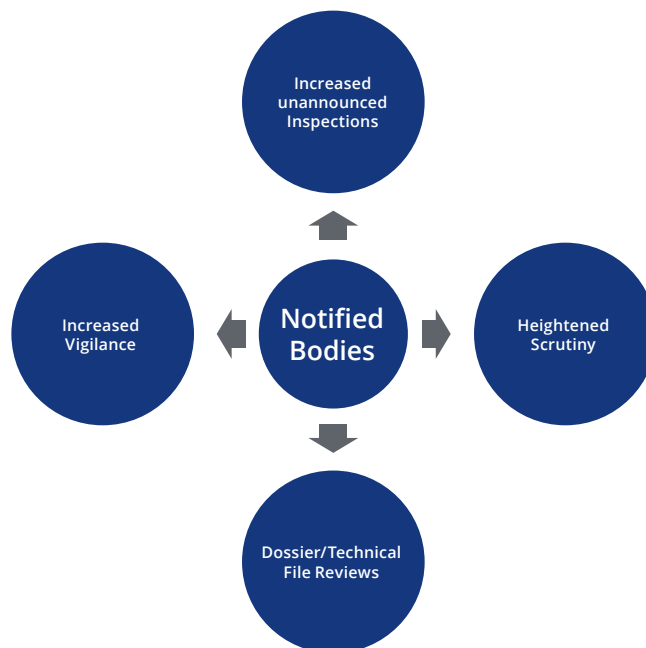 Increased
unannounced
Inspections
Increased
Vigilance
Notified
Bodies
Heightened
Scrutiny
Dossier/Technical
File Reviews